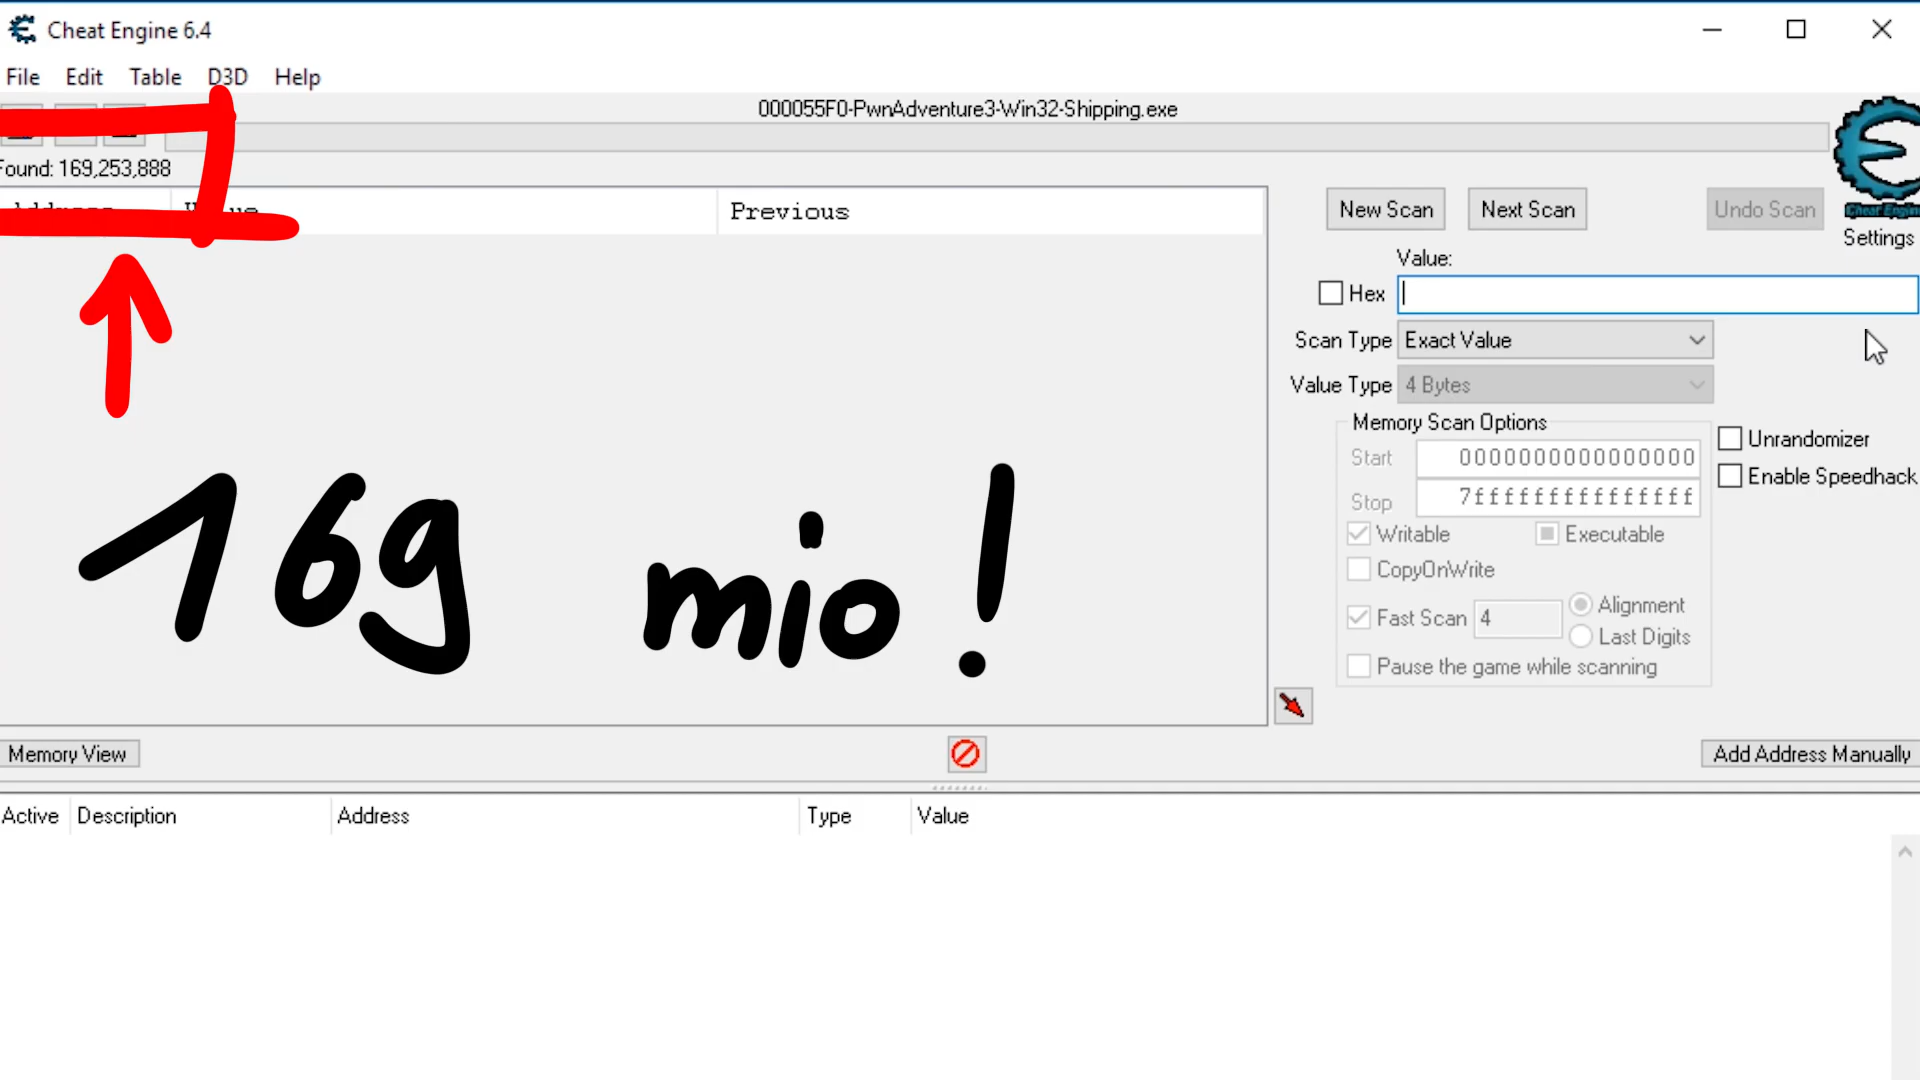 Cheat Engine 6.4
File Edit Table D3D Help
000055F0-PwnAdventure3-Win32-Shipping.exe
Found: 169,253,888
Previous
New Scan Next Scan Undo Scan
Cheat Engine
Settings
Value:
Hex
Scan Type Exact Value
Value Type 4 Bytes
Memory Scan Options
Start 0000000000000000
Stop 7fffffffffffffff
Unrandomizer
Enable Speedhack
Writable Executable
CopyOnWrite
Fast Scan 4 Alignment
Last Digits
Pause the game while scanning
169 mio!
Memory View Add Address Manually
Active Description Address Type Value